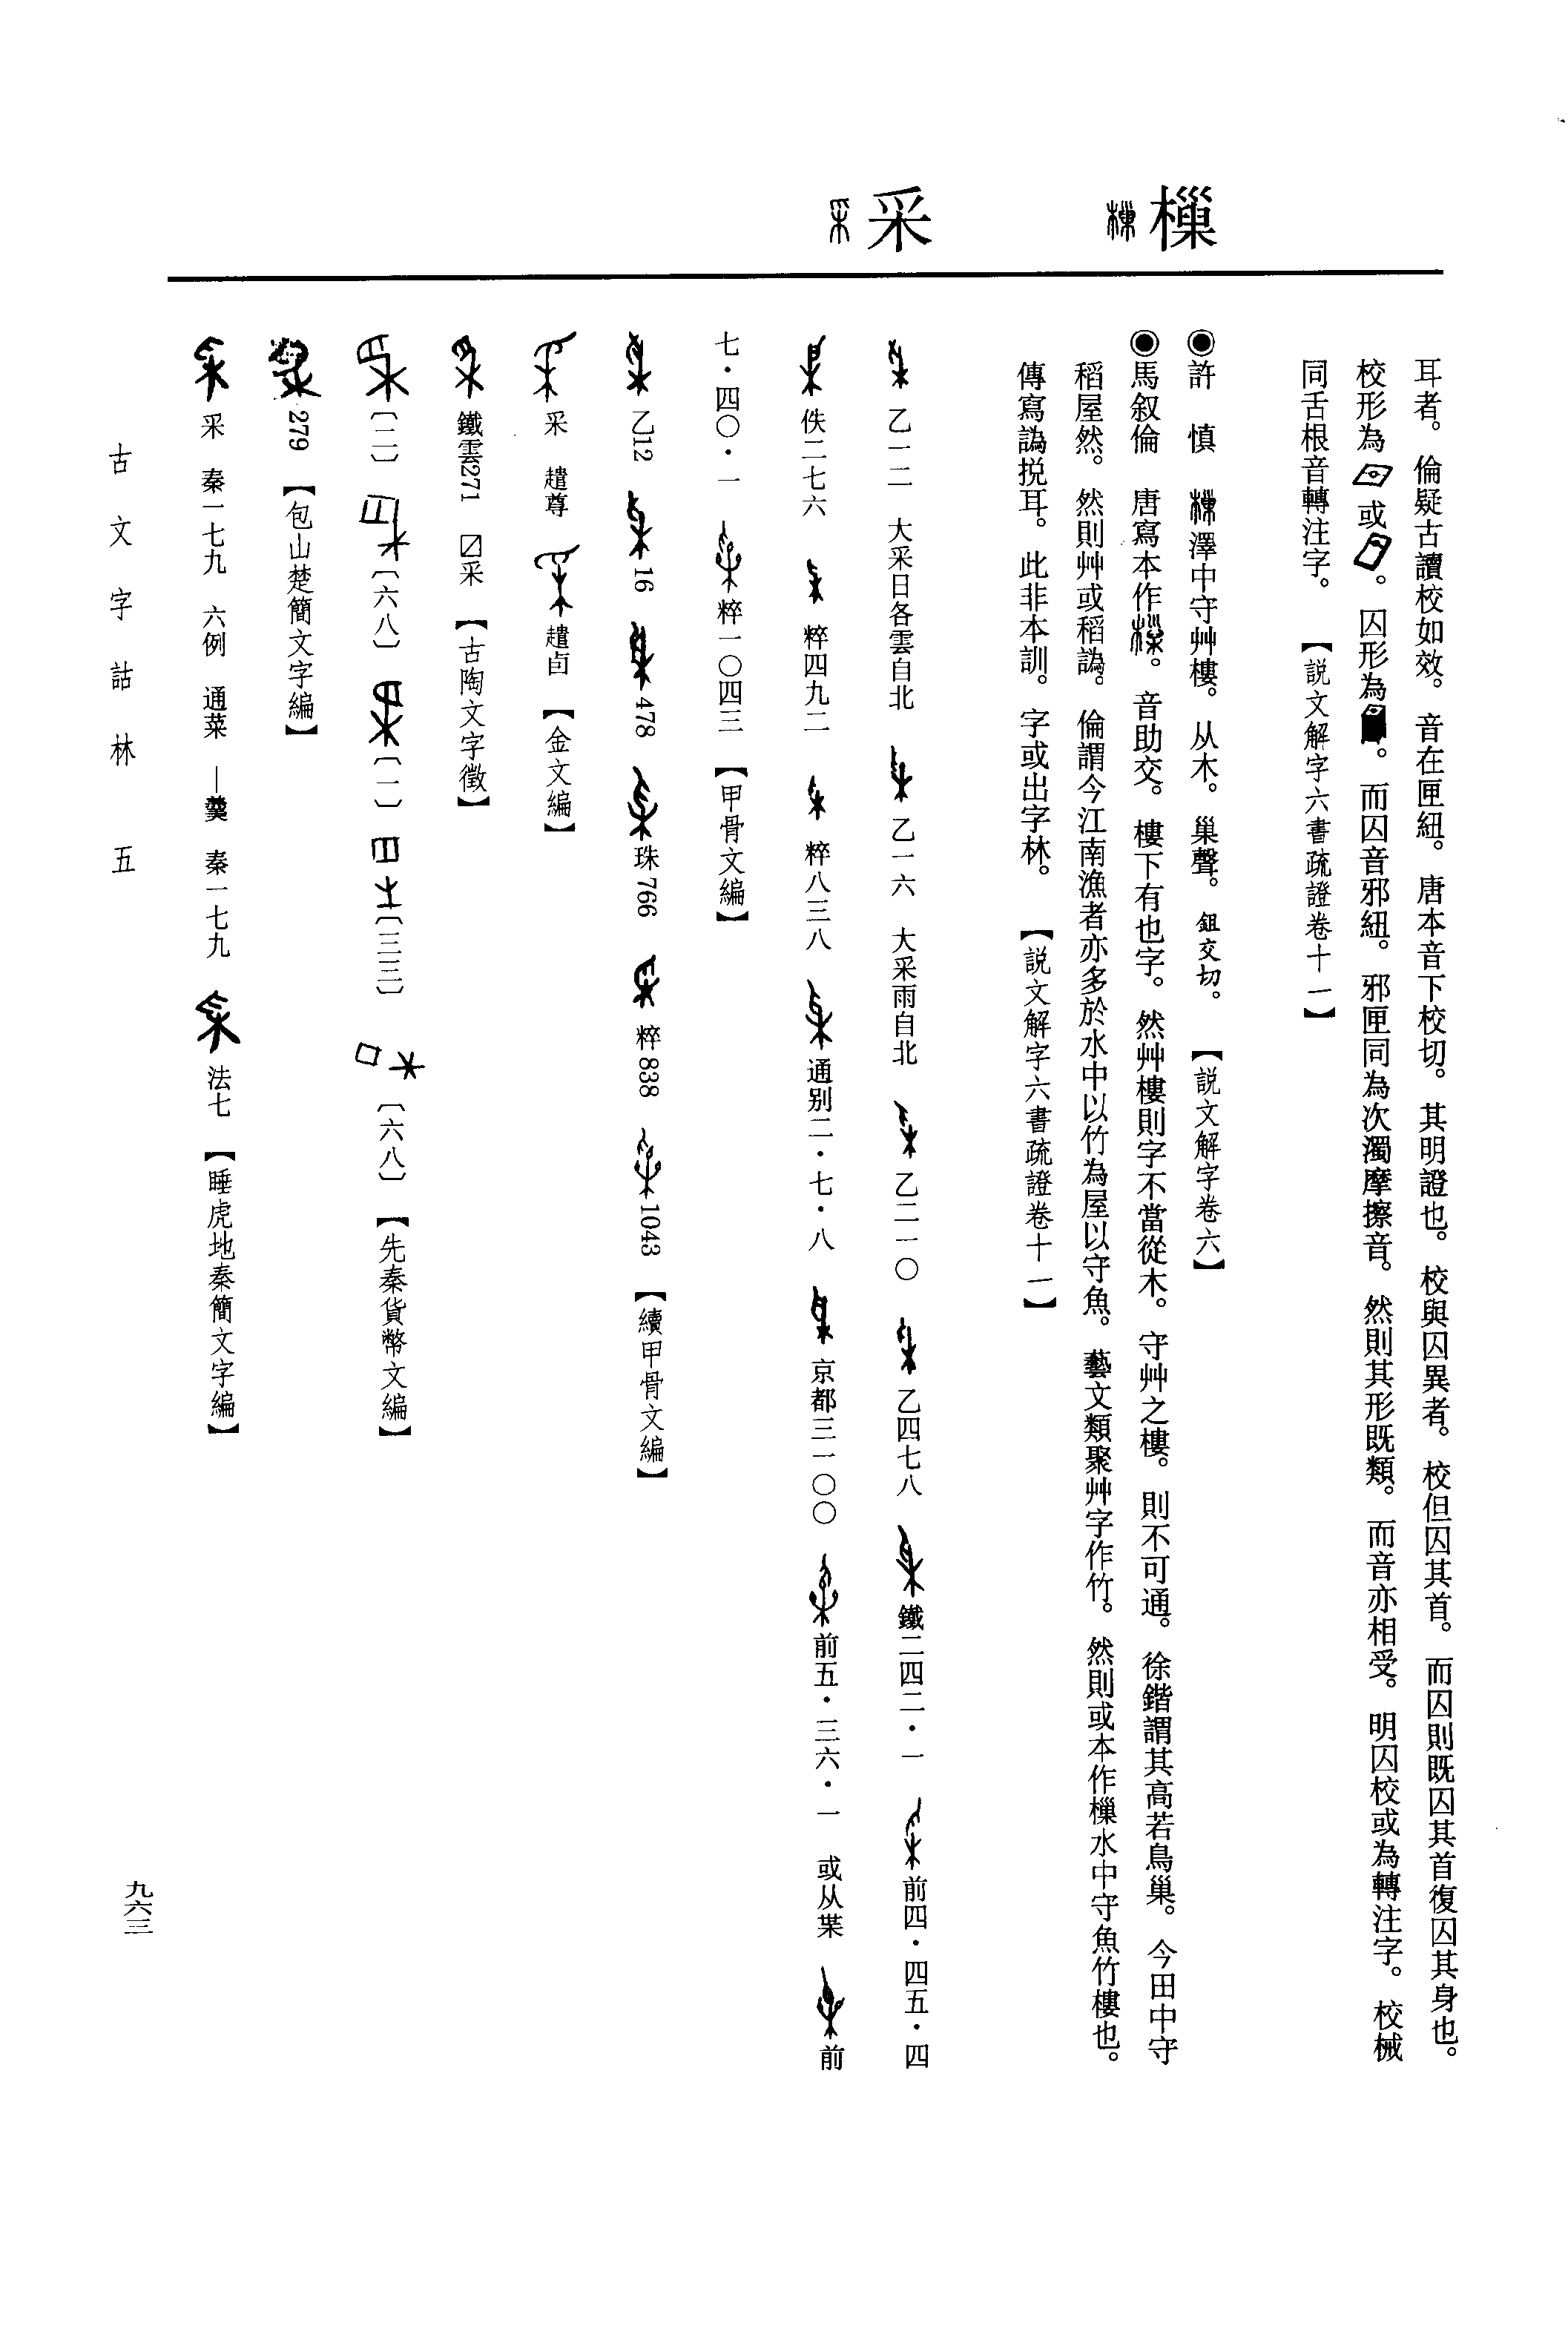 樔
采
耳者。倫疑古讀校如效。音在匣紐。唐本音下校切。其明證也。校與囚異者。校但囚其首。而囚則既囚其首復囚其身也。
校形為或。囚形為。而囚音邪紐。邪匣同為次濁摩擦音。然則其形既類。而音亦相受。明囚校或為轉注字。校械
同舌根音轉注字。【説文解字六書疏證卷十一】
◉許　慎　澤中守艸樓。从木。巢聲。鉏交切。【説文解字卷六】
◉馬叙倫　唐寫本作。音助交。樓下有也字。然艸樓則字不當從木。守艸之樓。則不可通。徐鍇謂其高若鳥巢。今田中守
稻屋然。然則艸或稻譌。倫謂今江南漁者亦多於水中以竹為屋以守魚。藝文類聚艸字作竹。然則或本作樔水中守魚竹樓也。
傳寫譌挩耳。此非本訓。字或出字林。【説文解字六書疏證卷十一】
乙一二　大采日各雲自北　乙一六　大采雨自北　乙二一〇　乙四七八　鐵二四二・一　前四・四五・四
佚二七六　粹四九二　粹八三八　通别二・七・八　京都三一〇〇　前五・三六・一　或从枼　前
七・四〇・一　粹一〇四三【甲骨文編】
乙12　16　478　珠766　粹838　1043【續甲骨文編】
采　趞尊　趞卣【金文編】
鐵雲271　〼采【古陶文字徵】
〔二〕　〔六八〕　〔一〕　〔三三〕　〔六八〕【先秦貨幣文編】
279【包山楚簡文字編】
采　秦一七九　六例　通菜　—羹　秦一七九　法七【睡虎地秦簡文字編】
古文字詁林　五
九六三